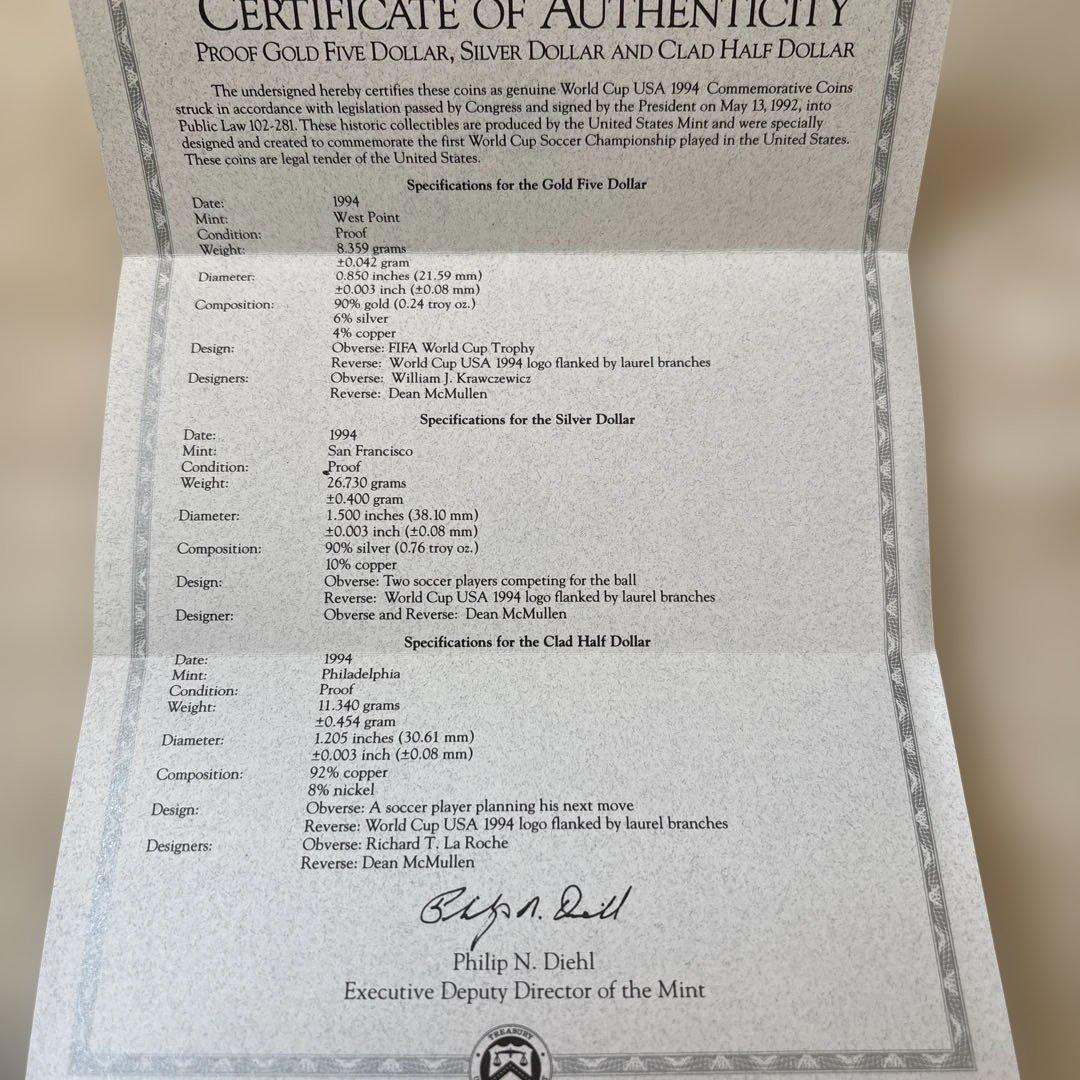 CERTIFICATE OF AUTHENTICITY
PROOF GOLD FIVE DOLLAR, SILVER DOLLAR AND CLAD HALF DOLLAR
The undersigned hereby certifies these coins as genuine World Cup USA 1994 Commemorative Coins
struck in accordance with legislation passed by Congress and signed by the President on May 13, 1992, into
Public Law 102-281. These historic collectibles are produced by the United States Mint and were specially
designed and created to commemorate the first World Cup Soccer Championship played in the United States.
These coins are legal tender of the United States.
Specifications for the Gold Five Dollar
Date: 1994
Mint: West Point
Condition: Proof
Weight: 8.359 grams
±0.042 gram
Diameter: 0.850 inches (21.59 mm)
±0.003 inch (±0.08 mm)
Composition: 90% gold (0.24 troy oz.)
6% silver
4% copper
Design: Obverse: FIFA World Cup Trophy
Reverse: World Cup USA 1994 logo flanked by laurel branches
Designers: Obverse: William J. Krawczewicz
Reverse: Dean McMullen
Specifications for the Silver Dollar
Date: 1994
Mint: San Francisco
Condition: Proof
Weight: 26.730 grams
±0.400 gram
Diameter: 1.500 inches (38.10 mm)
±0.003 inch (±0.08 mm)
Composition: 90% silver (0.76 troy oz.)
10% copper
Design: Obverse: Two soccer players competing for the ball
Reverse: World Cup USA 1994 logo flanked by laurel branches
Designer: Obverse and Reverse: Dean McMullen
Specifications for the Clad Half Dollar
Date: 1994
Mint: Philadelphia
Condition: Proof
Weight: 11.340 grams
±0.454 gram
Diameter: 1.205 inches (30.61 mm)
±0.003 inch (±0.08 mm)
Composition: 92% copper
8% nickel
Design: Obverse: A soccer player planning his next move
Reverse: World Cup USA 1994 logo flanked by laurel branches
Designers: Obverse: Richard T. La Roche
Reverse: Dean McMullen
Philip N. Diehl
Philip N. Diehl
Executive Deputy Director of the Mint
TREASURY